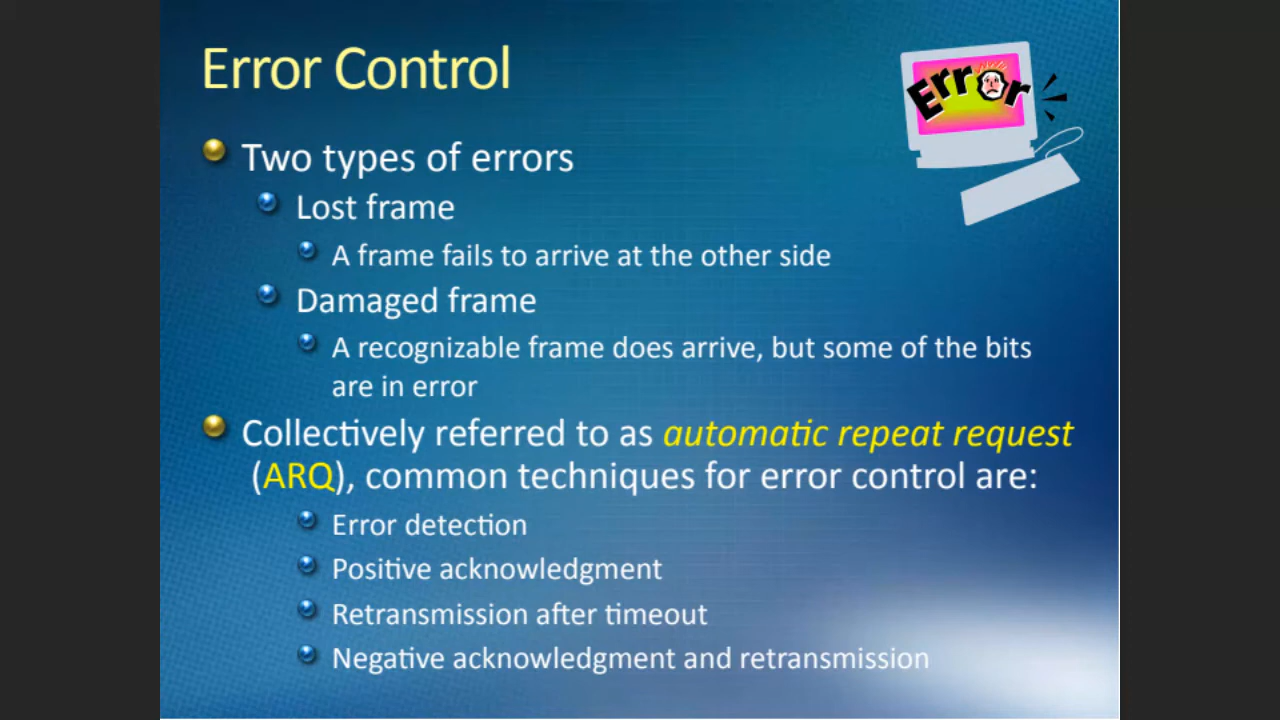 Error Control
Error
Two types of errors
Lost frame
A frame fails to arrive at the other side
Damaged frame
A recognizable frame does arrive, but some of the bits
are in error
Collectively referred to as automatic repeat request
(ARQ), common techniques for error control are:
Error detection
Positive acknowledgment
Retransmission after timeout
Negative acknowledgment and retransmission